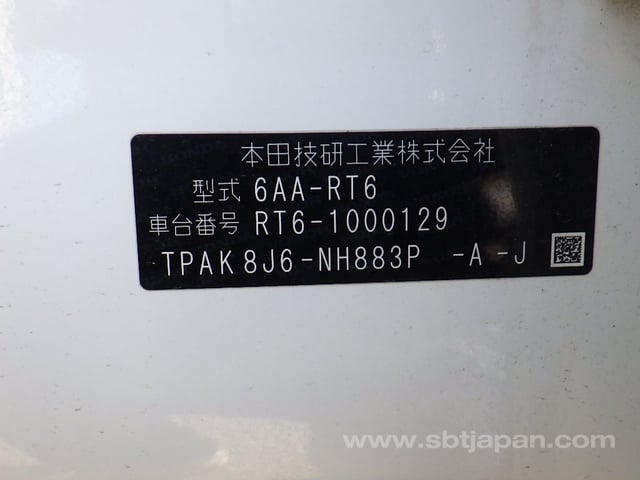 本田技研工業株式会社
型式 6AA-RT6
車台番号 RT6-1000129
TPAK 8J6-NH883P -A -J
www.sbtjapan.com